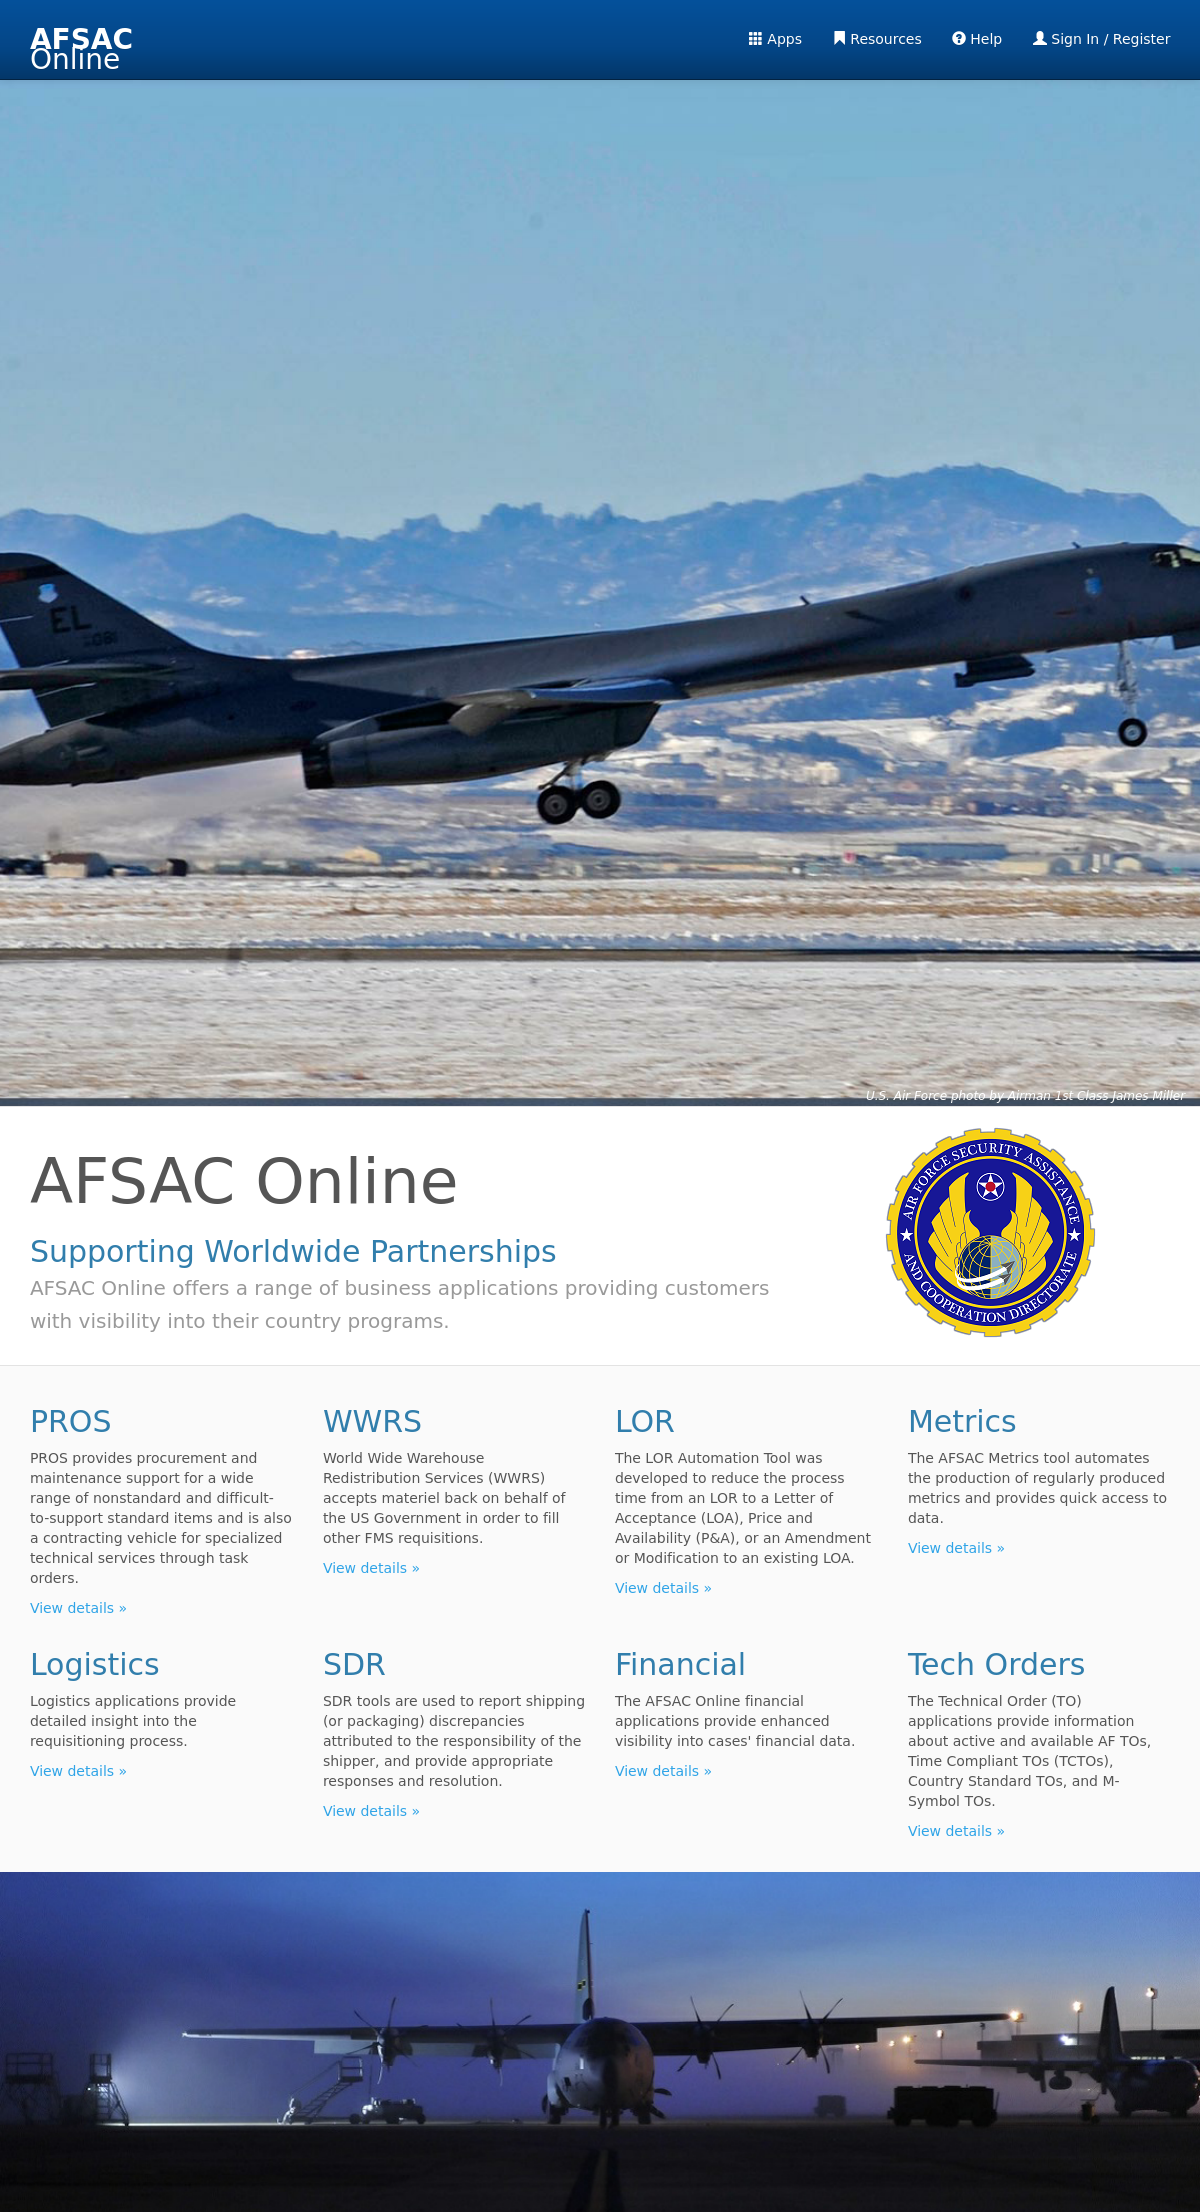 AFSAC
Online
Apps
Resources
Help
Sign In / Register
EL
U.S. Air Force photo by Airman 1st Class James Miller
AFSAC Online
Supporting Worldwide Partnerships
AFSAC Online offers a range of business applications providing customers
with visibility into their country programs.
AIR FORCE SECURITY ASSISTANCE
AND COOPERATION DIRECTORATE
PROS
PROS provides procurement and
maintenance support for a wide
range of nonstandard and difficult-
to-support standard items and is also
a contracting vehicle for specialized
technical services through task
orders.
View details »
WWRS
World Wide Warehouse
Redistribution Services (WWRS)
accepts materiel back on behalf of
the US Government in order to fill
other FMS requisitions.
View details »
LOR
The LOR Automation Tool was
developed to reduce the process
time from an LOR to a Letter of
Acceptance (LOA), Price and
Availability (P&A), or an Amendment
or Modification to an existing LOA.
View details »
Metrics
The AFSAC Metrics tool automates
the production of regularly produced
metrics and provides quick access to
data.
View details »
Logistics
Logistics applications provide
detailed insight into the
requisitioning process.
View details »
SDR
SDR tools are used to report shipping
(or packaging) discrepancies
attributed to the responsibility of the
shipper, and provide appropriate
responses and resolution.
View details »
Financial
The AFSAC Online financial
applications provide enhanced
visibility into cases' financial data.
View details »
Tech Orders
The Technical Order (TO)
applications provide information
about active and available AF TOs,
Time Compliant TOs (TCTOs),
Country Standard TOs, and M-
Symbol TOs.
View details »